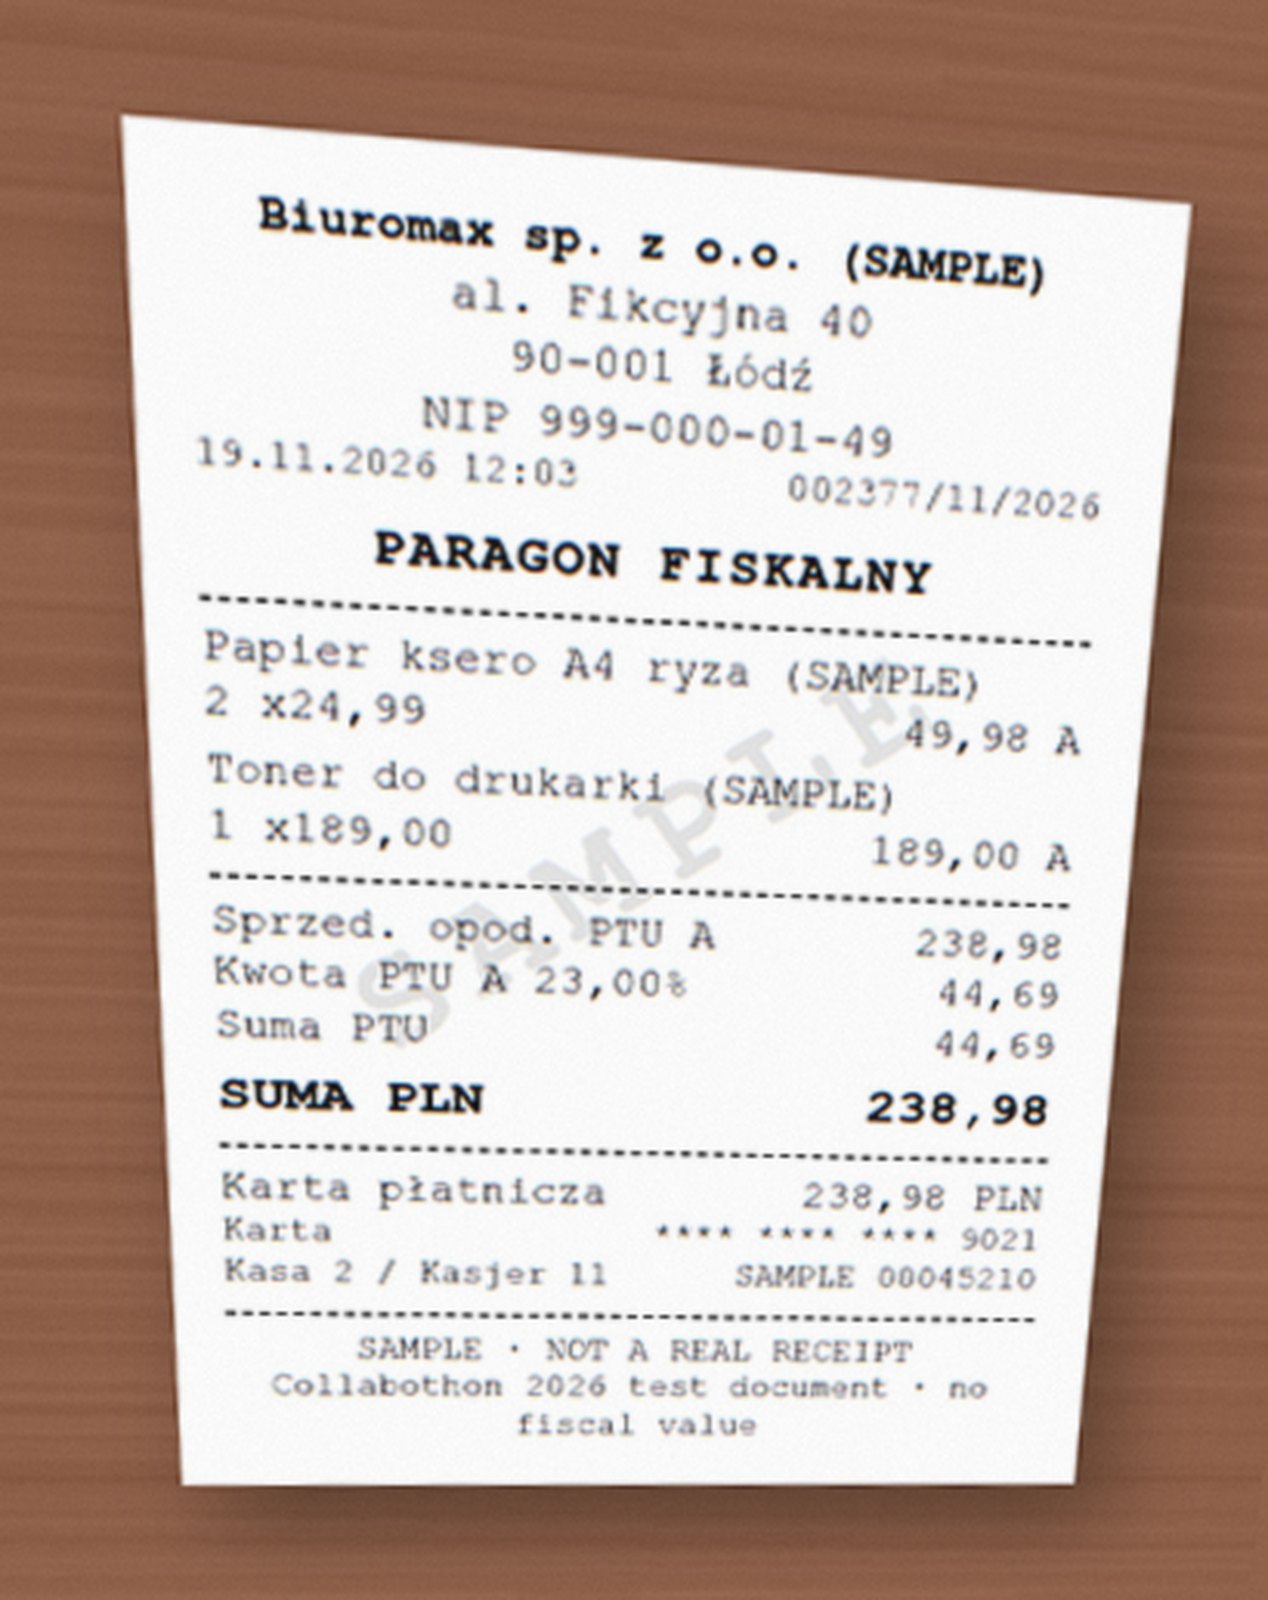 Biuromax sp. z o.o. (SAMPLE)
al. Fikcyjna 40
90-001 Łódź
NIP 999-000-01-49
19.11.2026 12:03 002377/11/2026
PARAGON FISKALNY
Papier ksero A4 ryza (SAMPLE)
2 x24,99 49,98 A
Toner do drukarki (SAMPLE)
1 x189,00 189,00 A
Sprzed. opod. PTU A 238,98
Kwota PTU A 23,00% 44,69
Suma PTU 44,69
SUMA PLN 238,98
Karta płatnicza 238,98 PLN
Karta **** **** **** 9021
Kasa 2 / Kasjer 11 SAMPLE 00045210
SAMPLE · NOT A REAL RECEIPT
Collabothon 2026 test document · no
fiscal value
SAMPLE